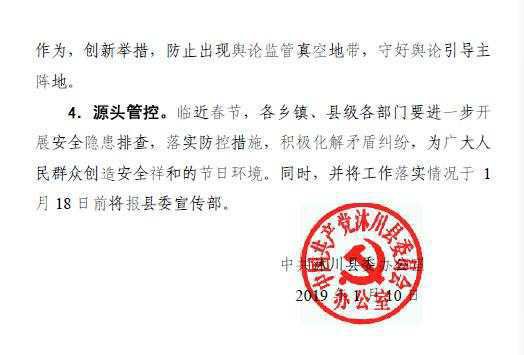 作为，创新举措，防止出现舆论监管真空地带，守好舆论引导主
阵地。
4．源头管控。临近春节，各乡镇、县级各部门要进一步开
展安全隐患排查，落实防控措施，积极化解矛盾纠纷，为广大人
民群众创造安全祥和的节日环境。同时，并将工作落实情况于 1
月 18 日前将报县委宣传部。
中共沐川县委办公室
2019 年 1 月 10 日
中国共产党沐川县委员会
办公室